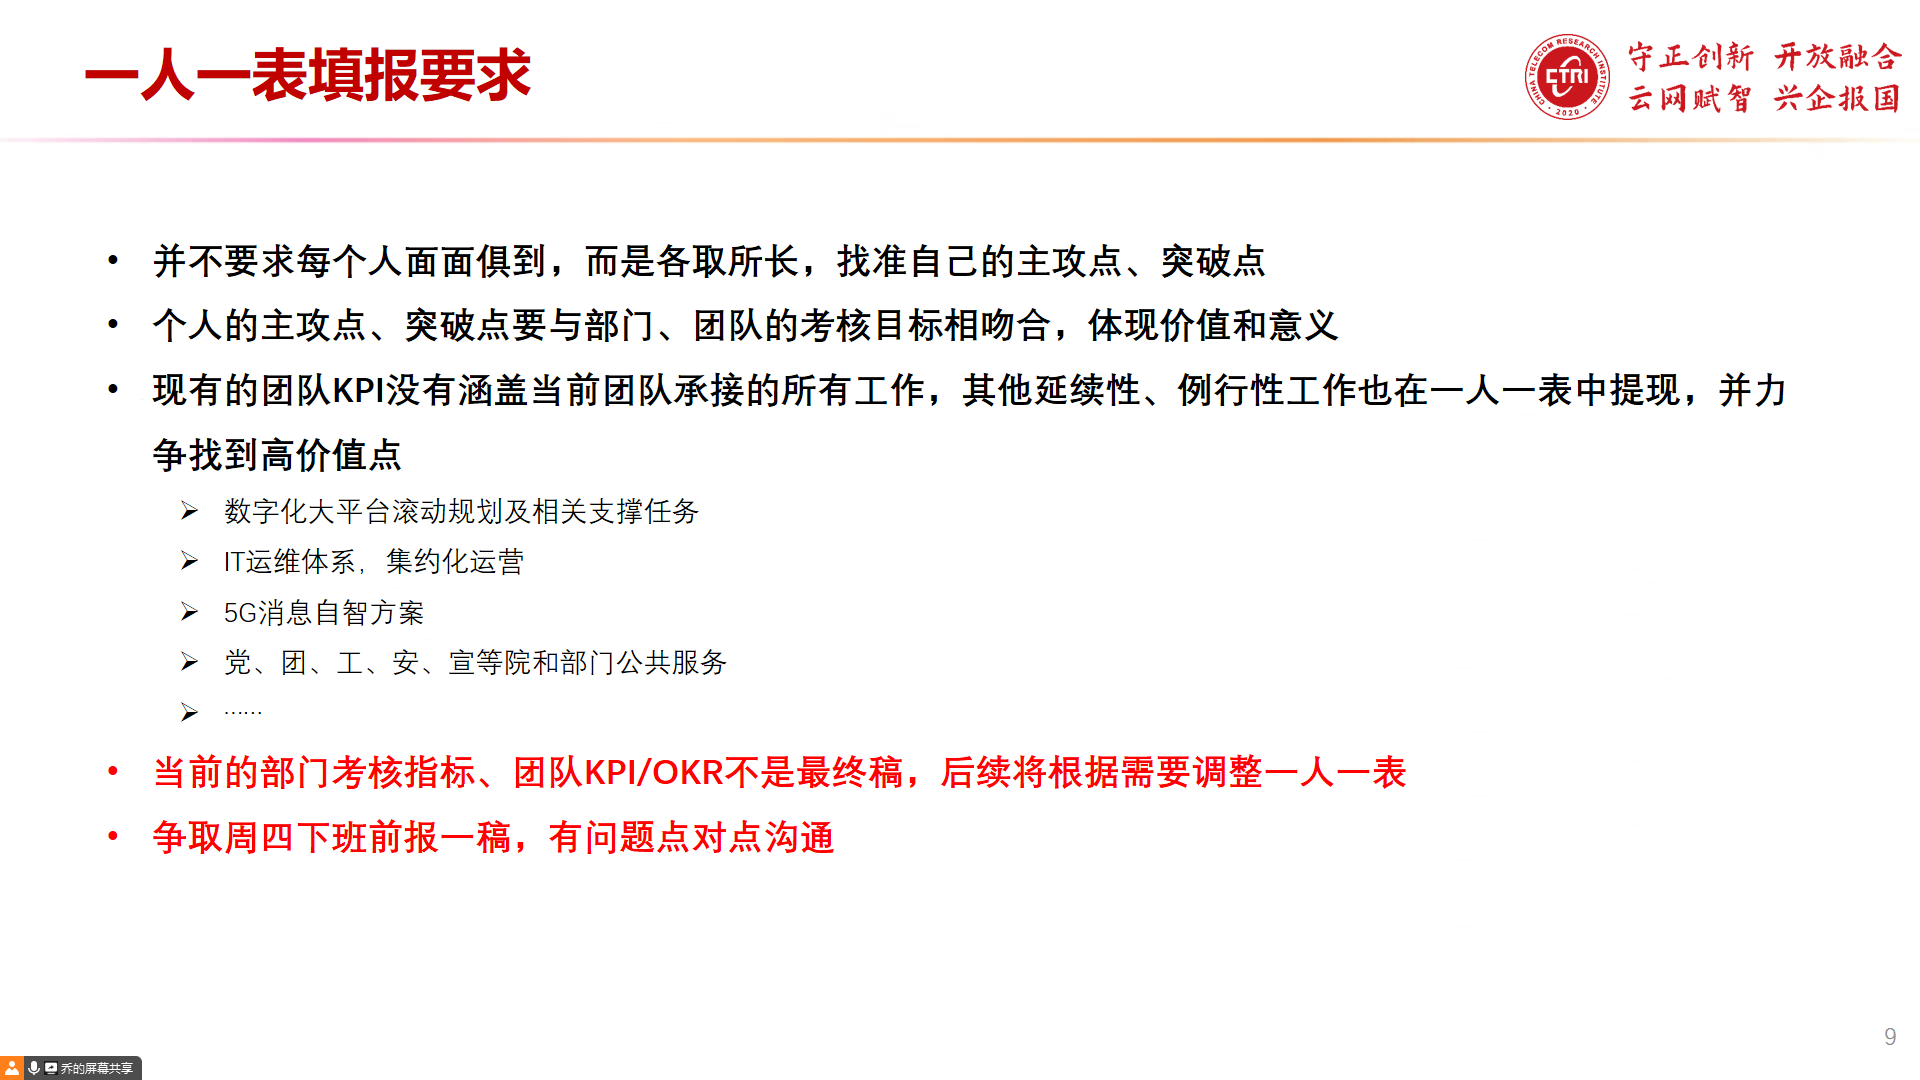 一人一表填报要求
CHINA TELECOM RESEARCH INSTITUTE
CTRI
· 2020 ·
守正创新 开放融合
云网赋智 兴企报国
• 并不要求每个人面面俱到，而是各取所长，找准自己的主攻点、突破点
• 个人的主攻点、突破点要与部门、团队的考核目标相吻合，体现价值和意义
• 现有的团队KPI没有涵盖当前团队承接的所有工作，其他延续性、例行性工作也在一人一表中提现，并力
争找到高价值点
➢ 数字化大平台滚动规划及相关支撑任务
➢ IT运维体系，集约化运营
➢ 5G消息自智方案
➢ 党、团、工、安、宣等院和部门公共服务
➢ ……
• 当前的部门考核指标、团队KPI/OKR不是最终稿，后续将根据需要调整一人一表
• 争取周四下班前报一稿，有问题点对点沟通
9
乔的屏幕共享